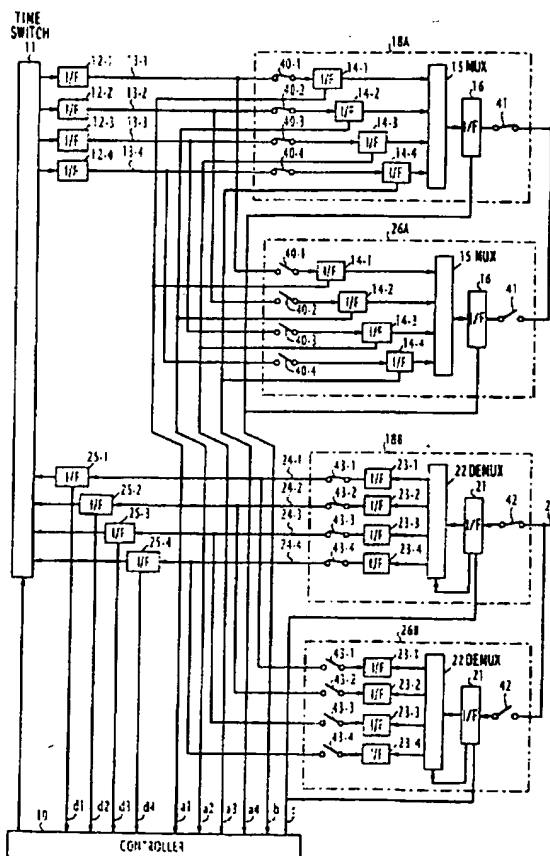 TIME
SWITCH
11
12-1
I/F
13-1
12-2
I/F
13-2
12-3
I/F
13-3
12-4
I/F
13-4
18A
40-1
I/F
14-1
40-2
I/F
14-2
40-3
I/F
14-3
40-4
I/F
14-4
15 MUX
16
I/F
41
26A
40-1
I/F
14-1
40-2
I/F
14-2
40-3
I/F
14-3
40-4
I/F
14-4
15 MUX
16
I/F
41
25-1
I/F
25-2
I/F
25-3
I/F
25-4
I/F
24-1
24-2
24-3
24-4
18B
43-1
I/F
23-1
43-2
I/F
23-2
43-3
I/F
23-3
43-4
I/F
23-4
22 DEMUX
21
I/F
42
26B
43-1
I/F
23-1
43-2
I/F
23-2
43-3
I/F
23-3
43-4
I/F
23-4
22 DEMUX
21
I/F
42
d1
d2
d3
d4
a1
a2
a3
a4
b
CONTROLLER